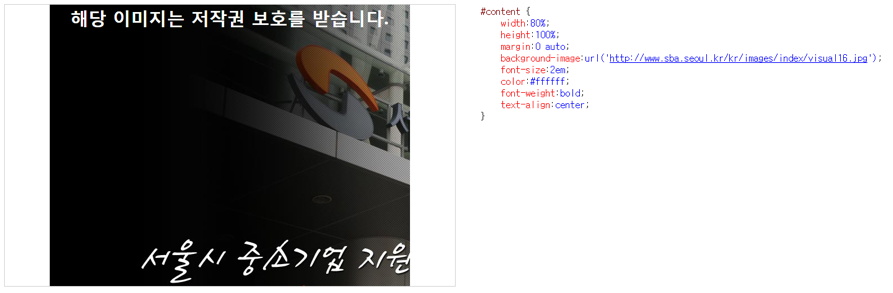 해당 이미지는 저작권 보호를 받습니다.
서울시 중소기업 지원
#content {
width:80%;
height:100%;
margin:0 auto;
background-image:url('http://www.sba.seoul.kr/kr/images/index/visual16.jpg');
font-size:2em;
color:#ffffff;
font-weight:bold;
text-align:center;
}